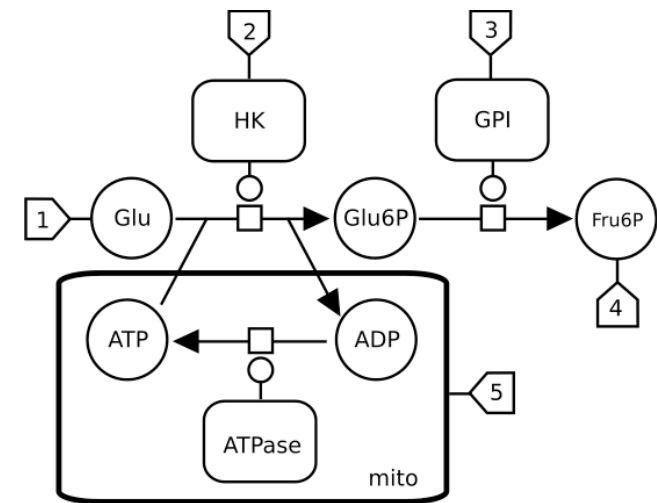 2
3
HK
GPI
1
Glu
Glu6P
Fru6P
4
ATP
ADP
5
ATPase
mito